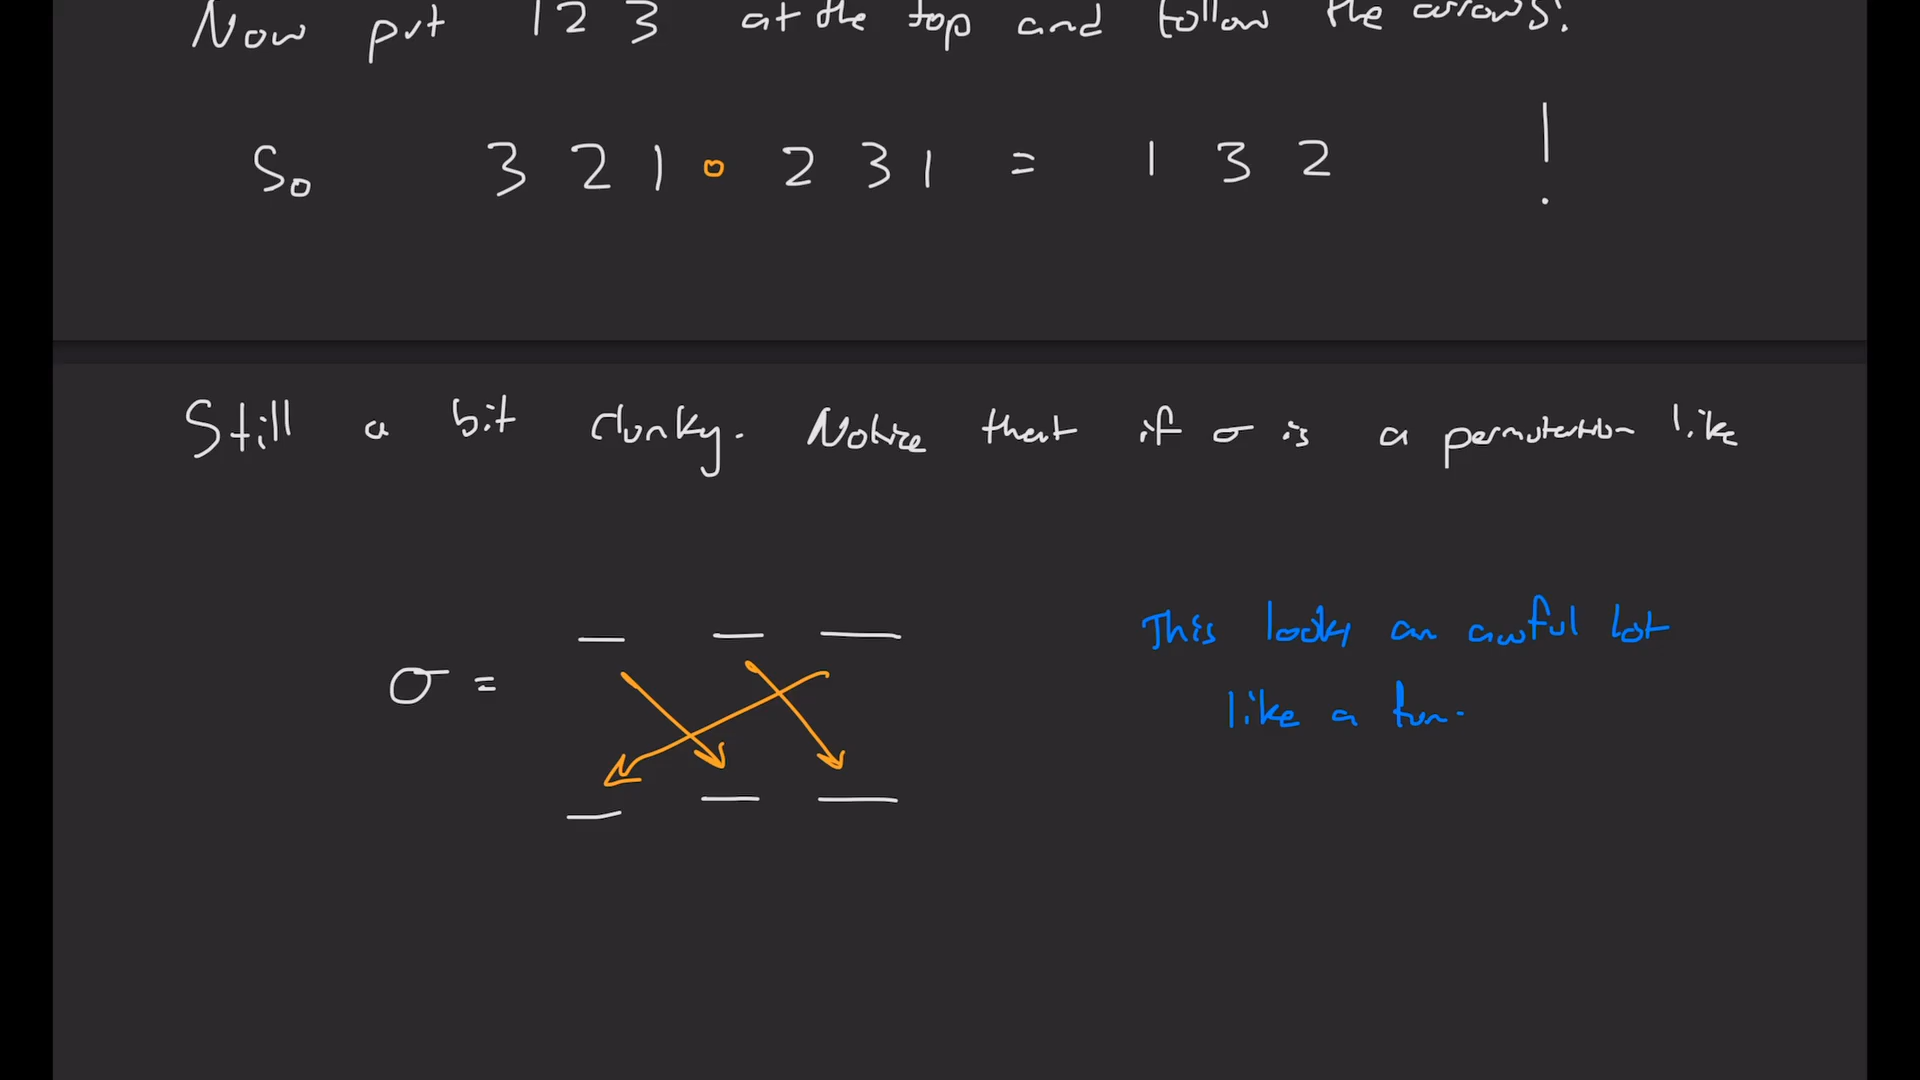 Now put 1 2 3 at the top and follow the arrows!
So 3 2 1 ∘ 2 3 1 = 1 3 2 !
Still a bit clunky. Notice that if σ is a permutation like
This looks an awful lot
σ =
like a fun-